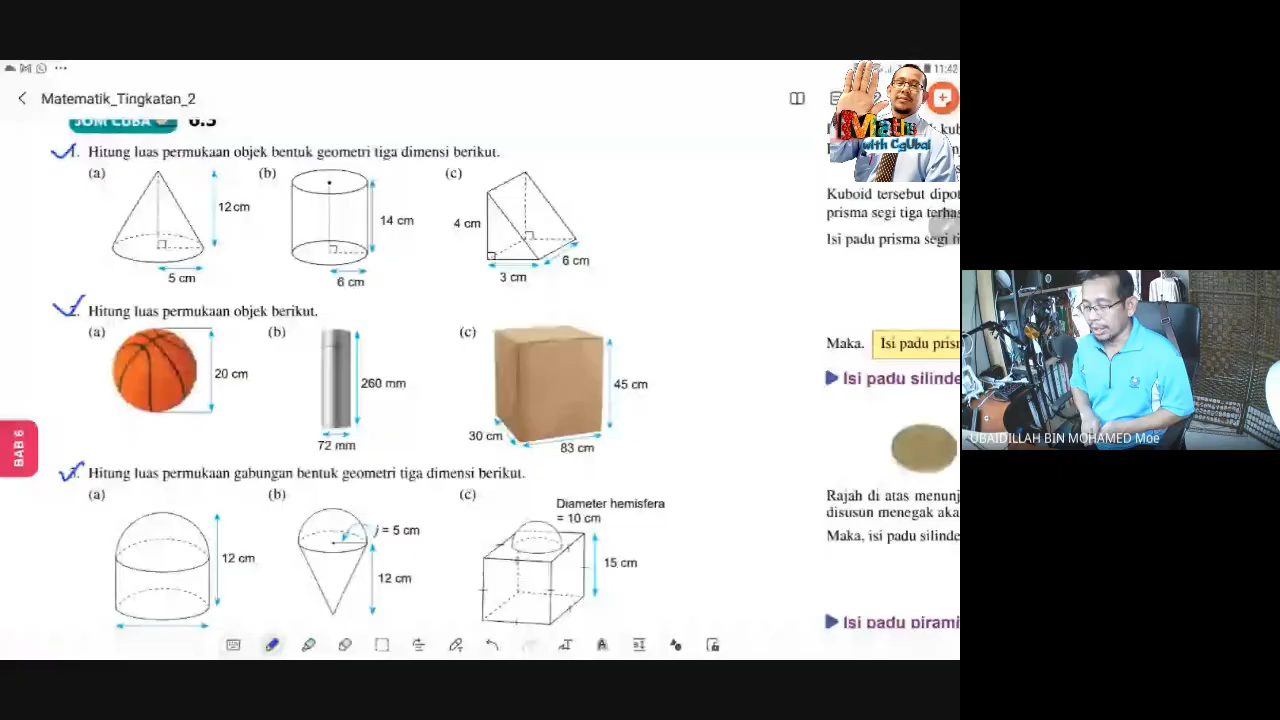 11:42
Matematik_Tingkatan_2
JOM CUBA
6.3
1. Hitung luas permukaan objek bentuk geometri tiga dimensi berikut.
(a)
12 cm
5 cm
(b)
14 cm
6 cm
(c)
4 cm
3 cm
6 cm
Hitung luas permukaan objek berikut.
(a)
20 cm
(b)
260 mm
72 mm
(c)
45 cm
30 cm
83 cm
BAB 6
Hitung luas permukaan gabungan bentuk geometri tiga dimensi berikut.
(a)
12 cm
(b)
j = 5 cm
12 cm
(c)
Diameter hemisfera
= 10 cm
15 cm
Maths
with CgUbai
Kuboid tersebut dipot
prisma segi tiga terhas
Isi padu prisma segi ti
Maka. Isi padu prism
Isi padu silinde
Rajah di atas menunj
disusun menegak aka
Maka, isi padu silinde
Isi padu pirami
UBAIDILLAH BIN MOHAMED Moe